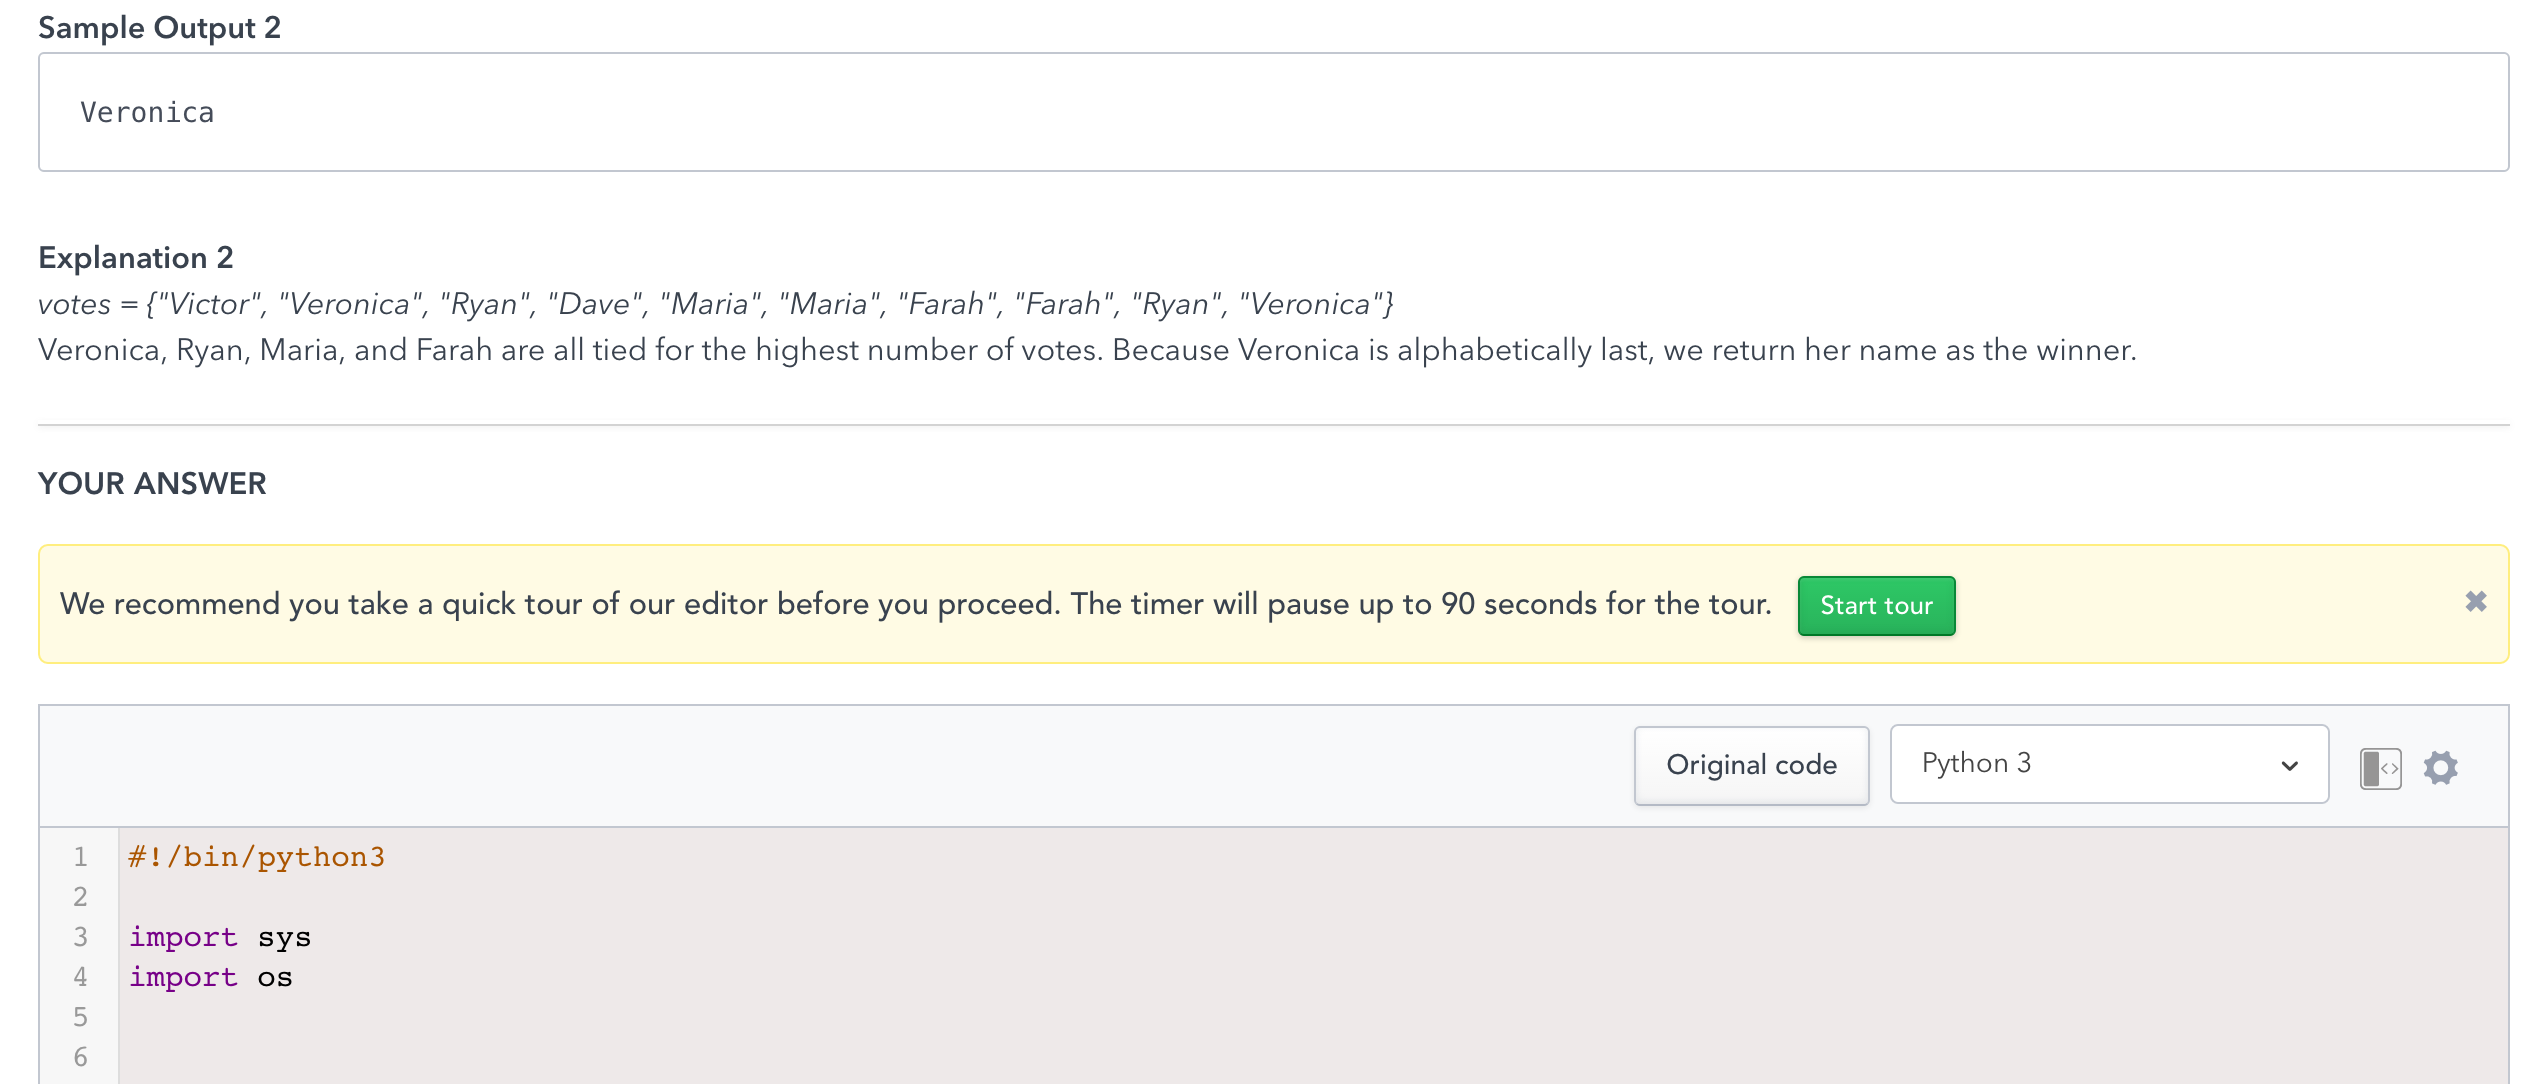 Sample Output 2
Veronica
Explanation 2
votes = {"Victor", "Veronica", "Ryan", "Dave", "Maria", "Maria", "Farah", "Farah", "Ryan", "Veronica"}
Veronica, Ryan, Maria, and Farah are all tied for the highest number of votes. Because Veronica is alphabetically last, we return her name as the winner.
YOUR ANSWER
We recommend you take a quick tour of our editor before you proceed. The timer will pause up to 90 seconds for the tour. Start tour
Original code Python 3
1 #!/bin/python3
2
3 import sys
4 import os
5
6